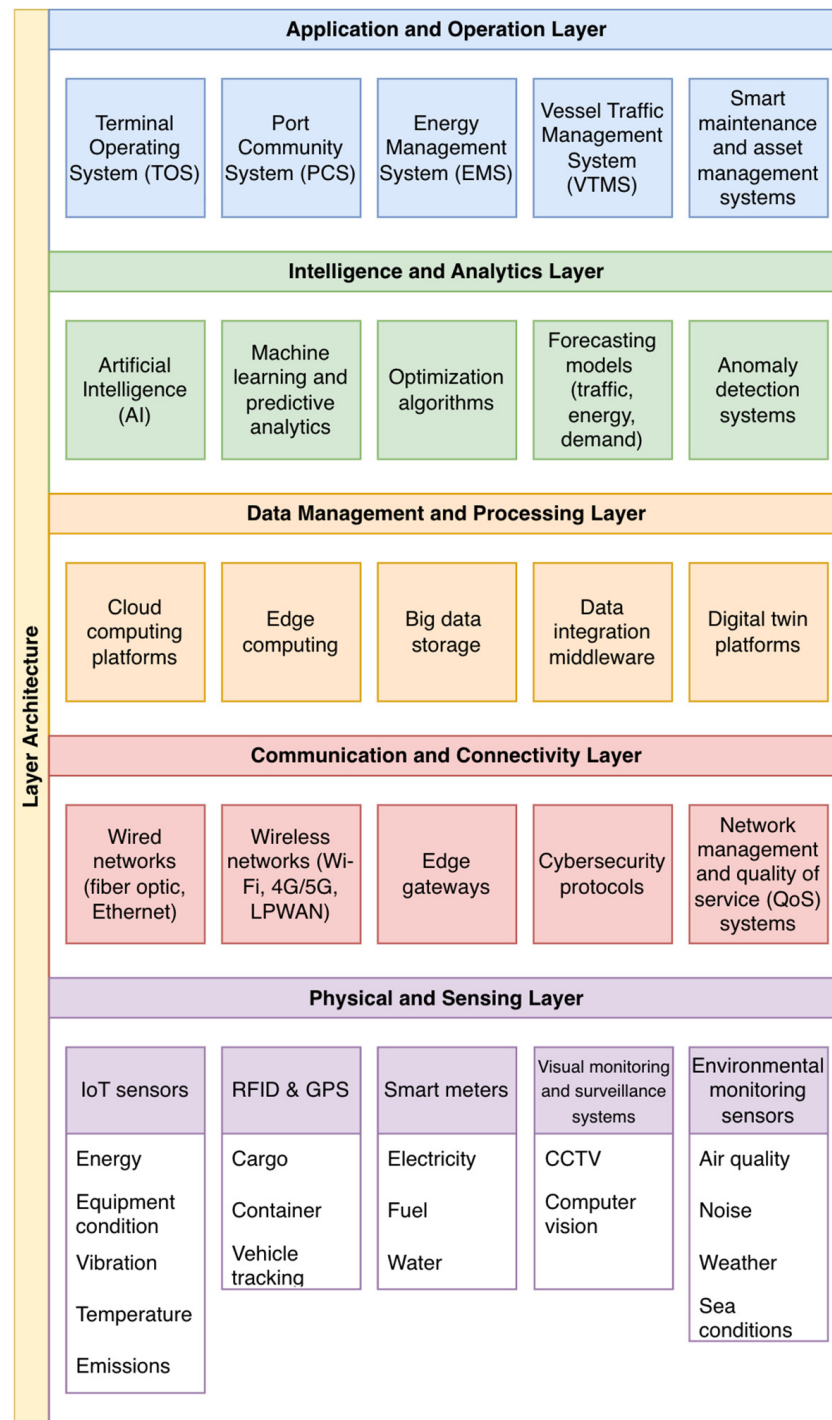 Layer Architecture
Application and Operation Layer
Terminal
Operating
System (TOS)
Port
Community
System (PCS)
Energy
Management
System (EMS)
Vessel Traffic
Management
System
(VTMS)
Smart
maintenance
and asset
management
systems
Intelligence and Analytics Layer
Artificial
Intelligence
(AI)
Machine
learning and
predictive
analytics
Optimization
algorithms
Forecasting
models
(traffic,
energy,
demand)
Anomaly
detection
systems
Data Management and Processing Layer
Cloud
computing
platforms
Edge
computing
Big data
storage
Data
integration
middleware
Digital twin
platforms
Communication and Connectivity Layer
Wired
networks
(fiber optic,
Ethernet)
Wireless
networks (Wi-
Fi, 4G/5G,
LPWAN)
Edge
gateways
Cybersecurity
protocols
Network
management
and quality of
service (QoS)
systems
Physical and Sensing Layer
IoT sensors
Energy
Equipment
condition
Vibration
Temperature
Emissions
RFID & GPS
Cargo
Container
Vehicle
tracking
Smart meters
Electricity
Fuel
Water
Visual monitoring
and surveillance
systems
CCTV
Computer
vision
Environmental
monitoring
sensors
Air quality
Noise
Weather
Sea
conditions